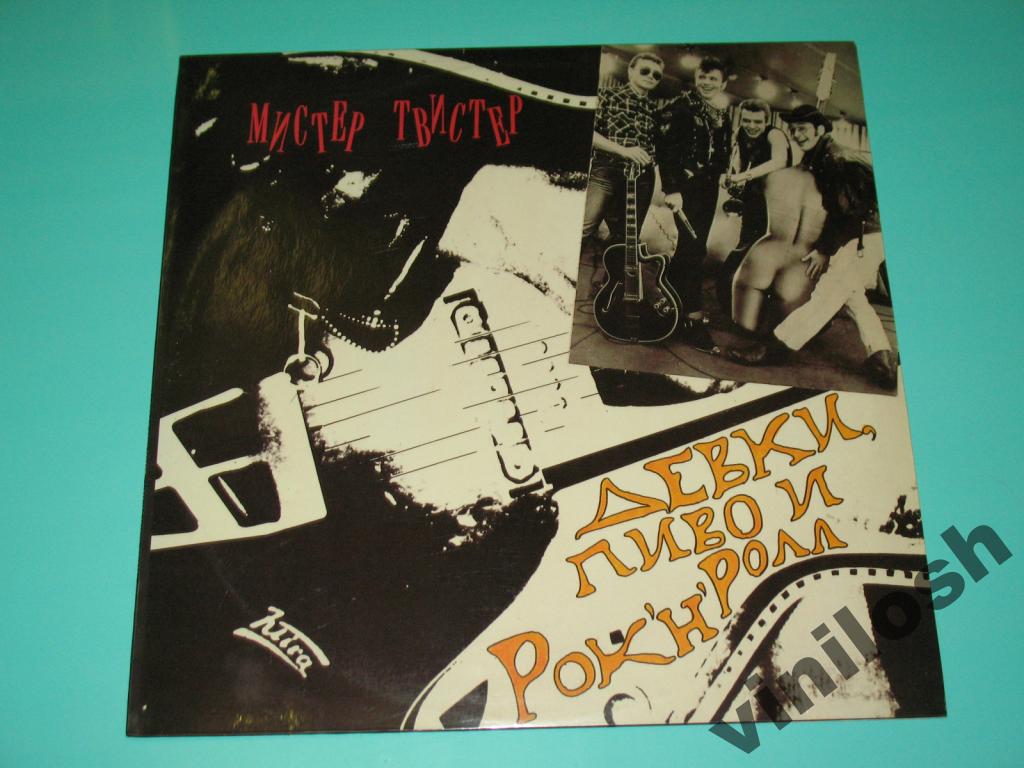 Мистер Твистер
Девки,
пиво и
Рок'н'Ролл
vinilosh